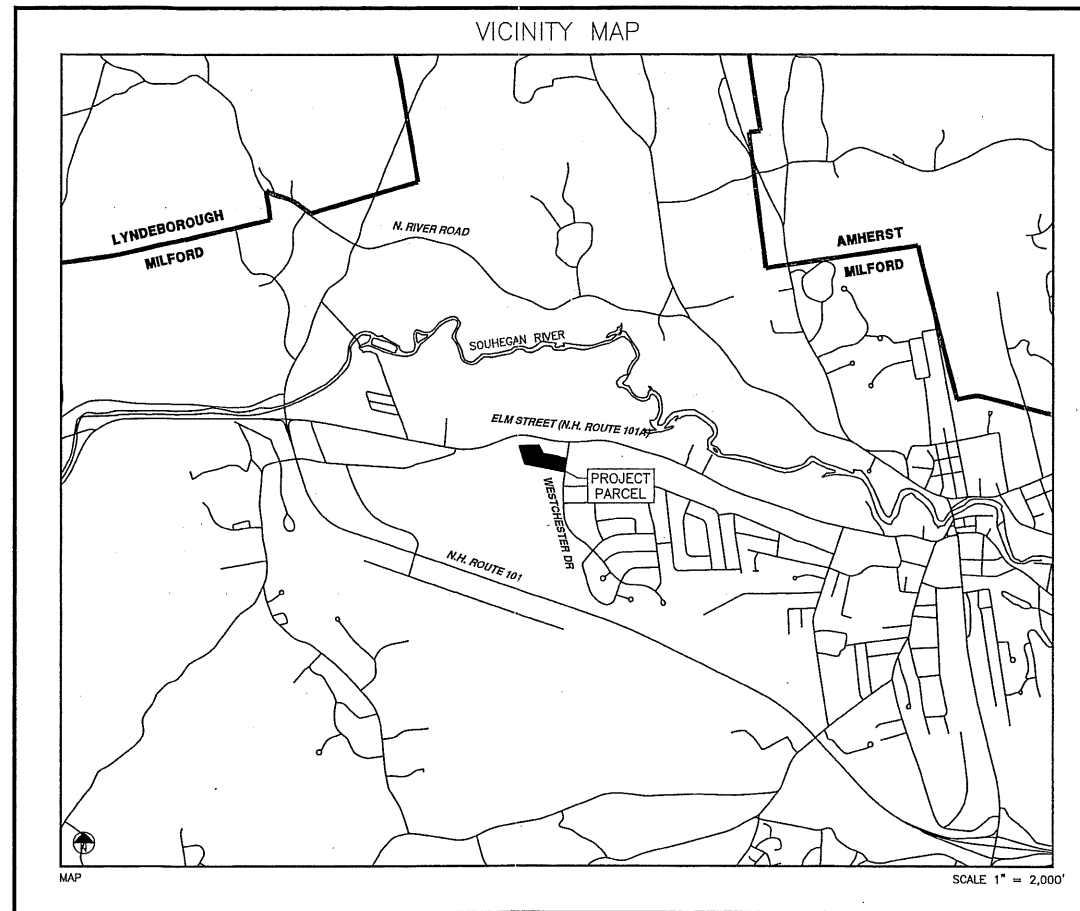 VICINITY MAP
LYNDEBOROUGH
MILFORD
N. RIVER ROAD
AMHERST
MILFORD
SOUHEGAN RIVER
ELM STREET (N.H. ROUTE 101A)
PROJECT
PARCEL
WESTCHESTER DR
N.H. ROUTE 101
N
MAP
SCALE 1" = 2,000'